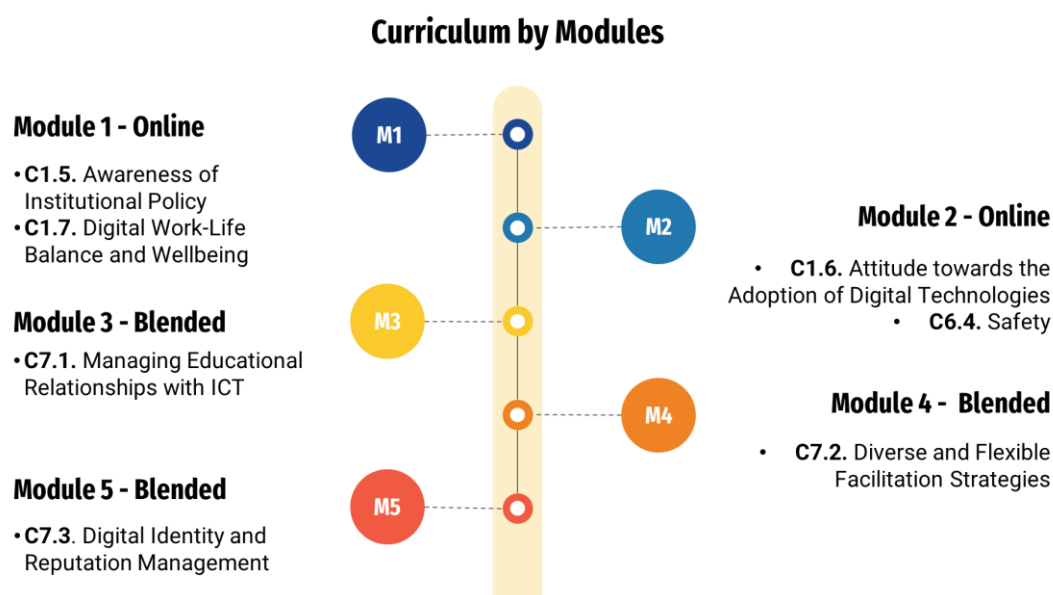 Curriculum by Modules
Module 1 - Online
• C1.5. Awareness of
Institutional Policy
• C1.7. Digital Work-Life
Balance and Wellbeing
M1
M2
Module 2 - Online
• C1.6. Attitude towards the
Adoption of Digital Technologies
• C6.4. Safety
Module 3 - Blended
• C7.1. Managing Educational
Relationships with ICT
M3
M4
Module 4 - Blended
• C7.2. Diverse and Flexible
Facilitation Strategies
Module 5 - Blended
• C7.3. Digital Identity and
Reputation Management
M5